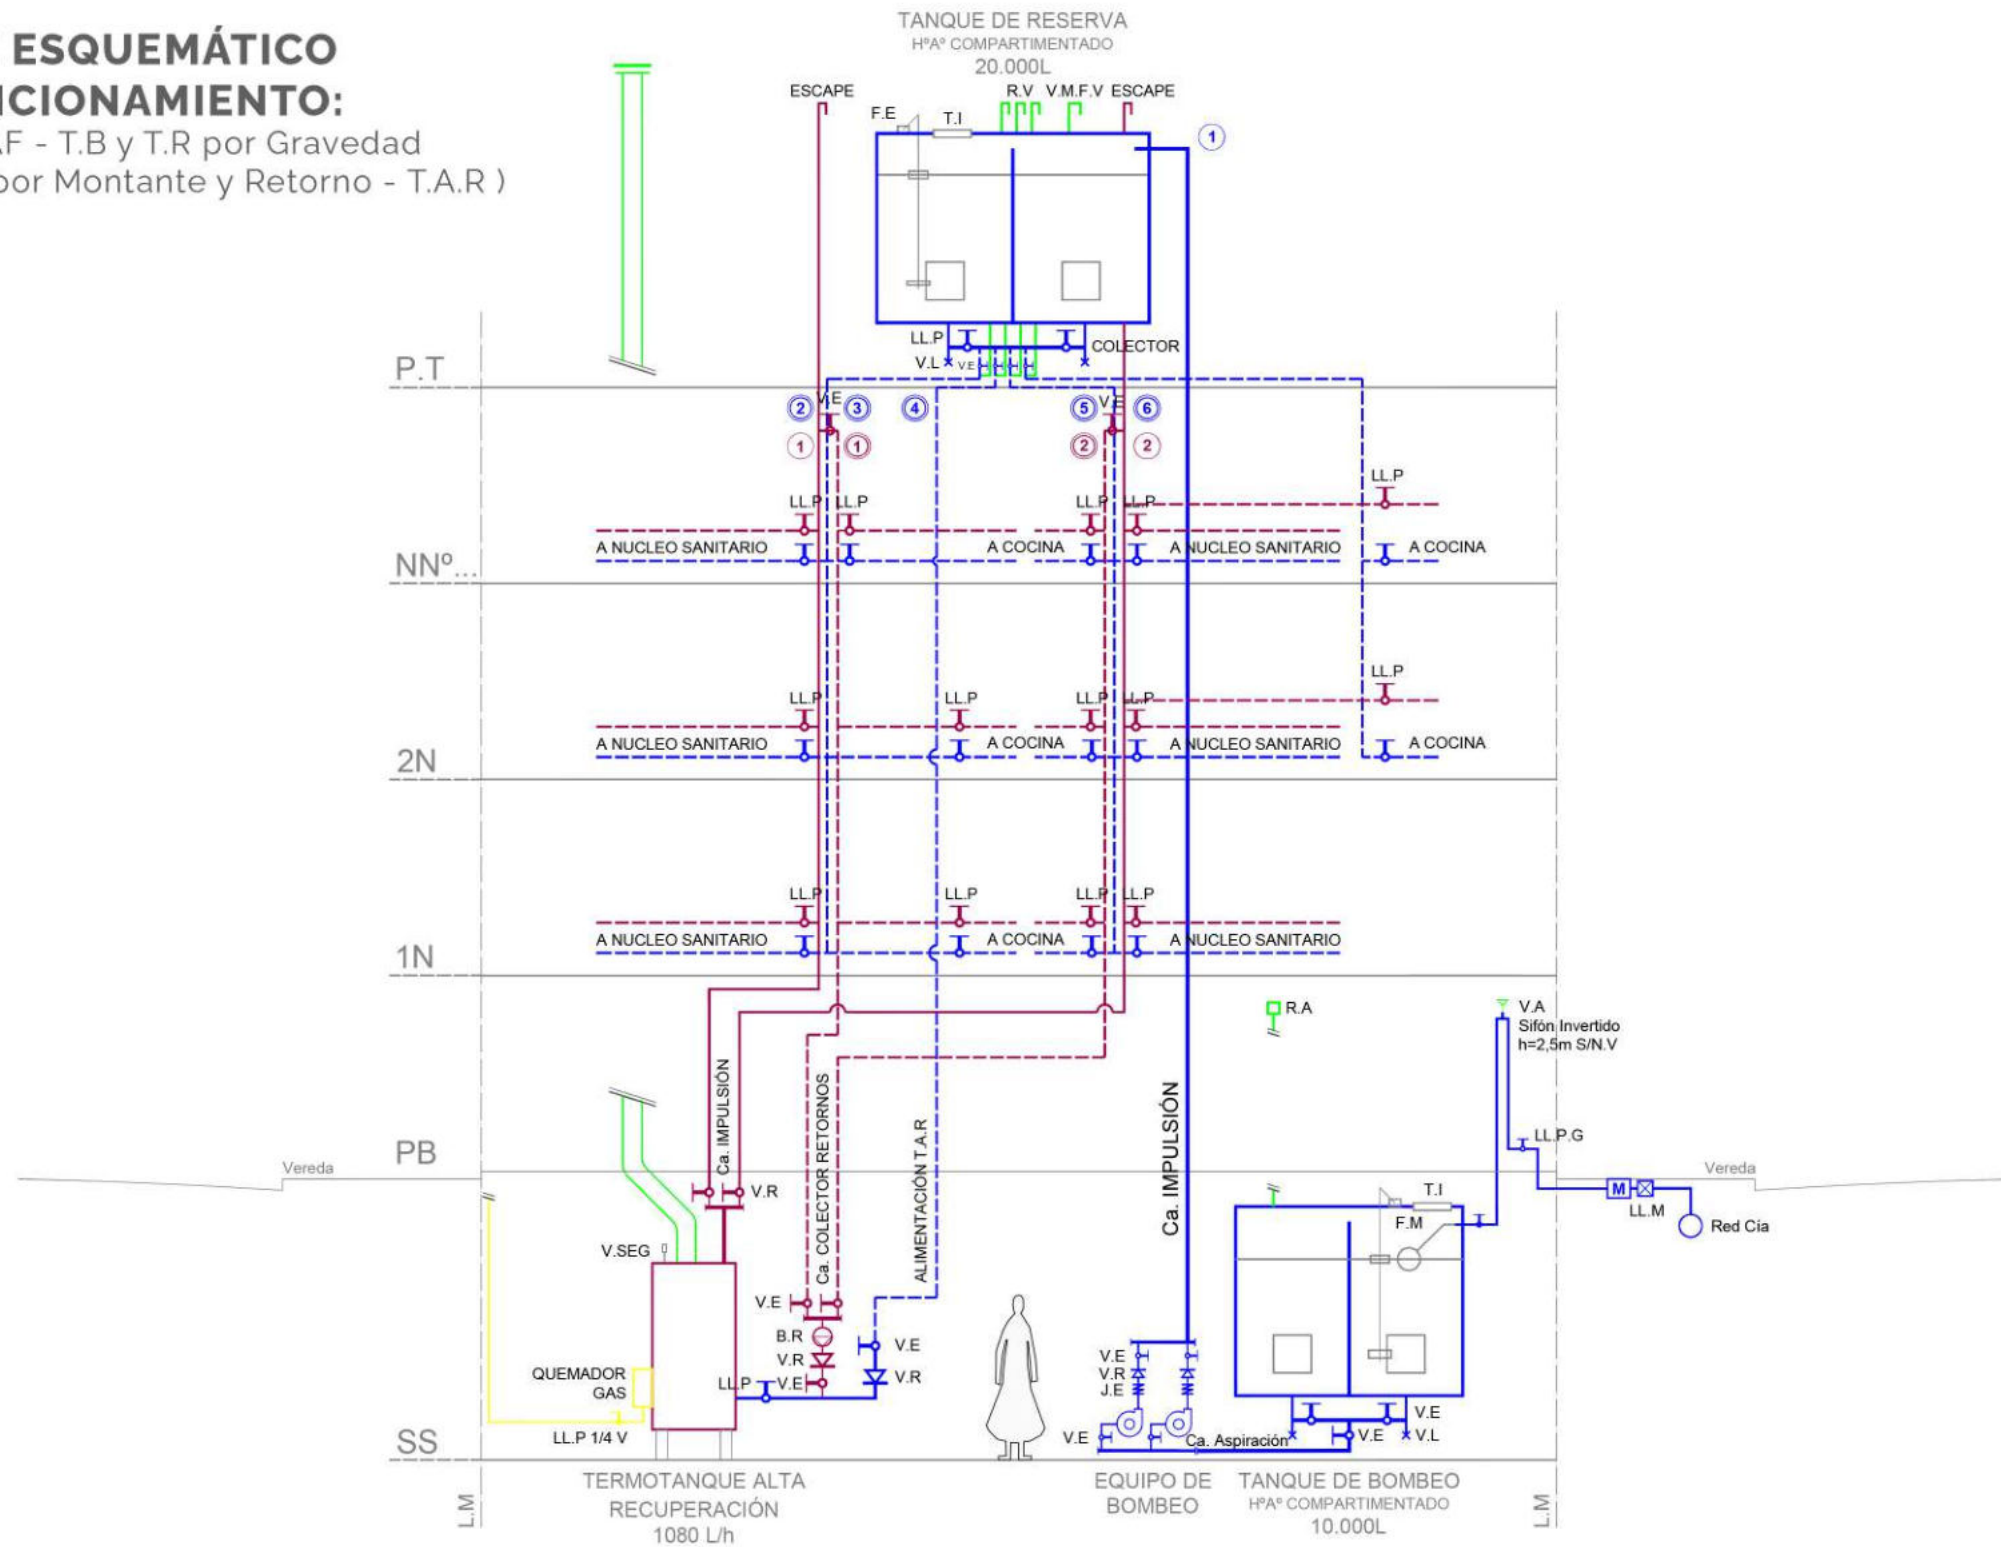 ESQUEMÁTICO
NCIONAMIENTO:
.F - T.B y T.R por Gravedad
por Montante y Retorno - T.A.R )
TANQUE DE RESERVA
HºAº COMPARTIMENTADO
20.000L
ESCAPE
R.V
V.M.F.V
ESCAPE
F.E
T.I
1
LL.P
COLECTOR
V.L
V.E
P.T
2
V.E
3
4
5
V.E
6
1
1
2
2
LL.P
LL.P
LL.P
LL.P
LL.P
A NUCLEO SANITARIO
A COCINA
A NUCLEO SANITARIO
A COCINA
NNº...
LL.P
LL.P
LL.P
LL.P
LL.P
A NUCLEO SANITARIO
A COCINA
A NUCLEO SANITARIO
A COCINA
2N
LL.P
LL.P
LL.P
LL.P
A NUCLEO SANITARIO
A COCINA
A NUCLEO SANITARIO
1N
R.A
V.A
Sifón Invertido
h=2,5m S/N.V
Ca. IMPULSIÓN
Ca. COLECTOR RETORNOS
ALIMENTACIÓN T.A.R
Ca. IMPULSIÓN
LL.P.G
PB
Vereda
Vereda
V.R
T.I
M
LL.M
F.M
Red Cía
V.SEG
V.E
B.R
V.E
V.R
V.R
LL.P
V.E
QUEMADOR
GAS
LL.P 1/4 V
V.E
V.R
J.E
V.E
Ca. Aspiración
V.E
V.E
V.L
SS
TERMOTANQUE ALTA
RECUPERACIÓN
1080 L/h
EQUIPO DE
BOMBEO
TANQUE DE BOMBEO
HºAº COMPARTIMENTADO
10.000L
L.M
L.M